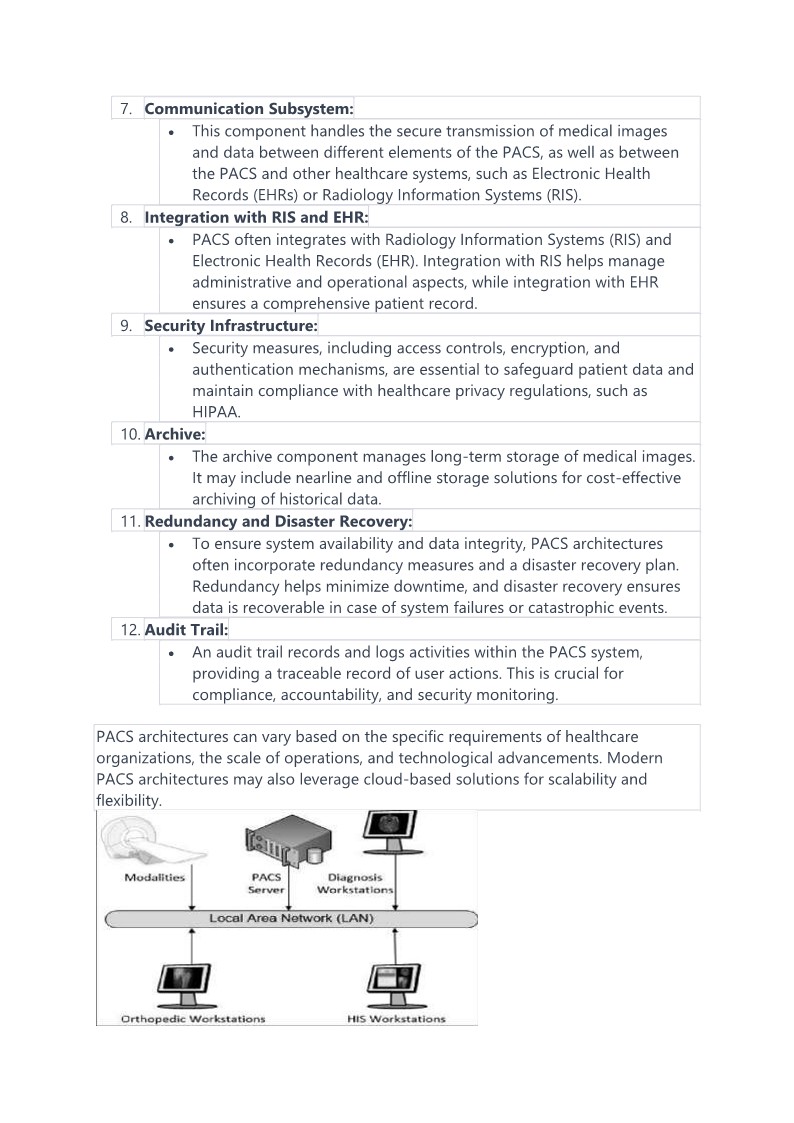 7. Communication Subsystem:
• This component handles the secure transmission of medical images
and data between different elements of the PACS, as well as between
the PACS and other healthcare systems, such as Electronic Health
Records (EHRs) or Radiology Information Systems (RIS).
8. Integration with RIS and EHR:
• PACS often integrates with Radiology Information Systems (RIS) and
Electronic Health Records (EHR). Integration with RIS helps manage
administrative and operational aspects, while integration with EHR
ensures a comprehensive patient record.
9. Security Infrastructure:
• Security measures, including access controls, encryption, and
authentication mechanisms, are essential to safeguard patient data and
maintain compliance with healthcare privacy regulations, such as
HIPAA.
10. Archive:
• The archive component manages long-term storage of medical images.
It may include nearline and offline storage solutions for cost-effective
archiving of historical data.
11. Redundancy and Disaster Recovery:
• To ensure system availability and data integrity, PACS architectures
often incorporate redundancy measures and a disaster recovery plan.
Redundancy helps minimize downtime, and disaster recovery ensures
data is recoverable in case of system failures or catastrophic events.
12. Audit Trail:
• An audit trail records and logs activities within the PACS system,
providing a traceable record of user actions. This is crucial for
compliance, accountability, and security monitoring.
PACS architectures can vary based on the specific requirements of healthcare
organizations, the scale of operations, and technological advancements. Modern
PACS architectures may also leverage cloud-based solutions for scalability and
flexibility.
Modalities
PACS
Server
Diagnosis
Workstations
Local Area Network (LAN)
Orthopedic Workstations
HIS Workstations